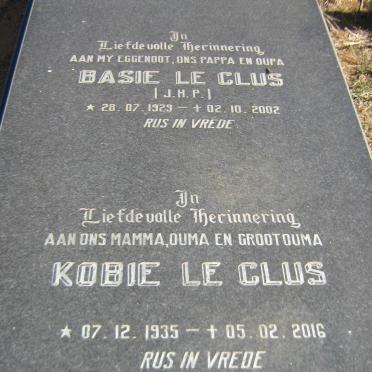 In
Liefdevolle Herinnering
AAN MY EGGENOOT, ONS PAPPA EN OUPA
BASIE LE CLUS
[J.H.P.]
★ 28.07.1929 – † 02.10.2002
RUS IN VREDE
In
Liefdevolle Herinnering
AAN ONS MAMMA, OUMA EN GROOTOUMA
KOBIE LE CLUS
★ 07.12.1935 – † 05.02.2016
RUS IN VREDE